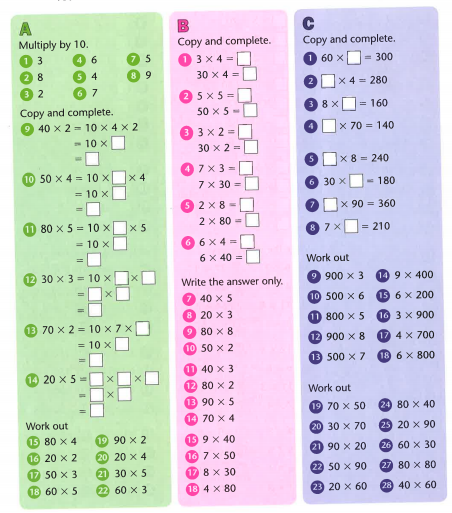 A
Multiply by 10.
1 3 4 6 7 5
2 8 5 4 8 9
3 2 6 7
Copy and complete.
9 40 × 2 = 10 × 4 × 2
= 10 × □
= □
10 50 × 4 = 10 × □ × 4
= 10 × □
= □
11 80 × 5 = 10 × □ × 5
= 10 × □
= □
12 30 × 3 = 10 × □ × □
= □ × □
= □
13 70 × 2 = 10 × 7 × □
= 10 × □
= □
14 20 × 5 = □ × □ × □
= □ × □
= □
Work out
15 80 × 4 19 90 × 2
16 20 × 2 20 20 × 4
17 50 × 3 21 30 × 5
18 60 × 5 22 60 × 3
B
Copy and complete.
1 3 × 4 = □
30 × 4 = □
2 5 × 5 = □
50 × 5 = □
3 3 × 2 = □
30 × 2 = □
4 7 × 3 = □
7 × 30 = □
5 2 × 8 = □
2 × 80 = □
6 6 × 4 = □
6 × 40 = □
Write the answer only.
7 40 × 5
8 20 × 3
9 80 × 8
10 50 × 2
11 40 × 3
12 80 × 2
13 90 × 5
14 70 × 4
15 9 × 40
16 7 × 50
17 8 × 30
18 4 × 80
C
Copy and complete.
1 60 × □ = 300
2 □ × 4 = 280
3 8 × □ = 160
4 □ × 70 = 140
5 □ × 8 = 240
6 30 × □ = 180
7 □ × 90 = 360
8 7 × □ = 210
Work out
9 900 × 3 14 9 × 400
10 500 × 6 15 6 × 200
11 800 × 5 16 3 × 900
12 900 × 8 17 4 × 700
13 500 × 7 18 6 × 800
Work out
19 70 × 50 24 80 × 40
20 30 × 70 25 20 × 90
21 90 × 20 26 60 × 30
22 50 × 90 27 80 × 80
23 20 × 60 28 40 × 60